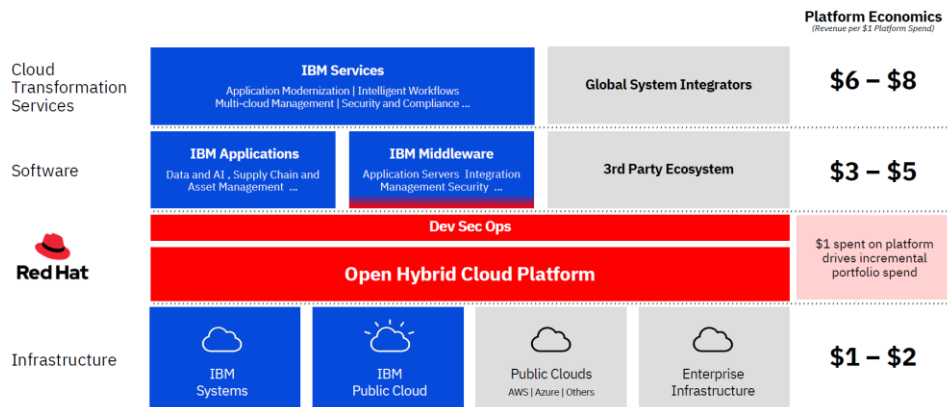 Platform Economics
(Revenue per $1 Platform Spend)
Cloud
Transformation
Services
IBM Services
Application Modernization | Intelligent Workflows
Multi-cloud Management | Security and Compliance ...
Global System Integrators
$6 – $8
Software
IBM Applications
Data and AI , Supply Chain and
Asset Management ...
IBM Middleware
Application Servers Integration
Management Security ...
3rd Party Ecosystem
$3 – $5
Red Hat
Dev Sec Ops
Open Hybrid Cloud Platform
$1 spent on platform
drives incremental
portfolio spend
Infrastructure
IBM
Systems
IBM
Public Cloud
Public Clouds
AWS | Azure | Others
Enterprise
Infrastructure
$1 – $2